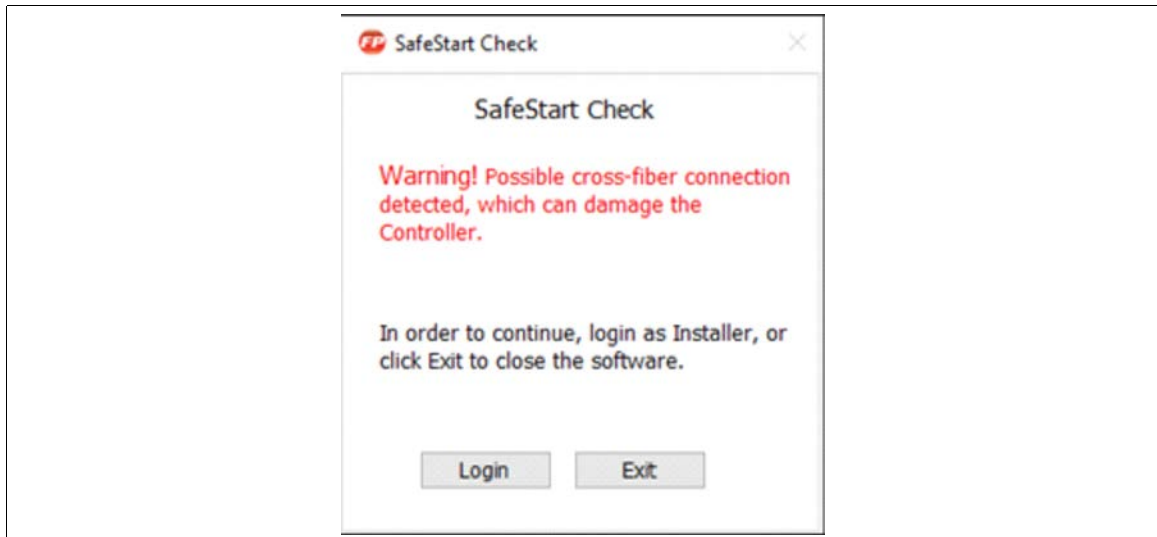 FP SafeStart Check
SafeStart Check
Warning! Possible cross-fiber connection
detected, which can damage the
Controller.
In order to continue, login as Installer, or
click Exit to close the software.
Login Exit